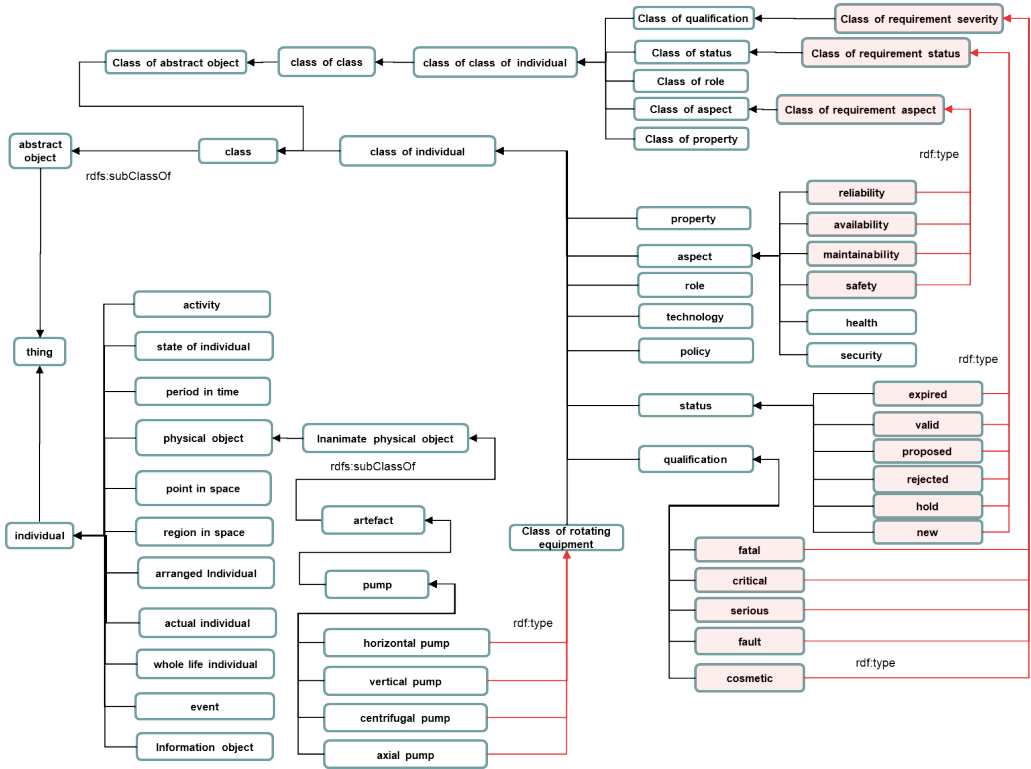 Class of qualification
Class of requirement severity
Class of abstract object
class of class
class of class of individual
Class of status
Class of requirement status
Class of role
Class of aspect
Class of requirement aspect
Class of property
abstract
object
class
class of individual
rdfs:subClassOf
rdf:type
reliability
property
availability
aspect
maintainability
role
safety
activity
technology
health
thing
state of individual
policy
security
rdf:type
period in time
expired
status
valid
physical object
Inanimate physical object
proposed
rdfs:subClassOf
qualification
rejected
point in space
hold
artefact
individual
region in space
Class of rotating
equipment
new
fatal
arranged Individual
pump
critical
actual individual
rdf:type
serious
horizontal pump
fault
whole life individual
rdf:type
vertical pump
cosmetic
event
centrifugal pump
Information object
axial pump